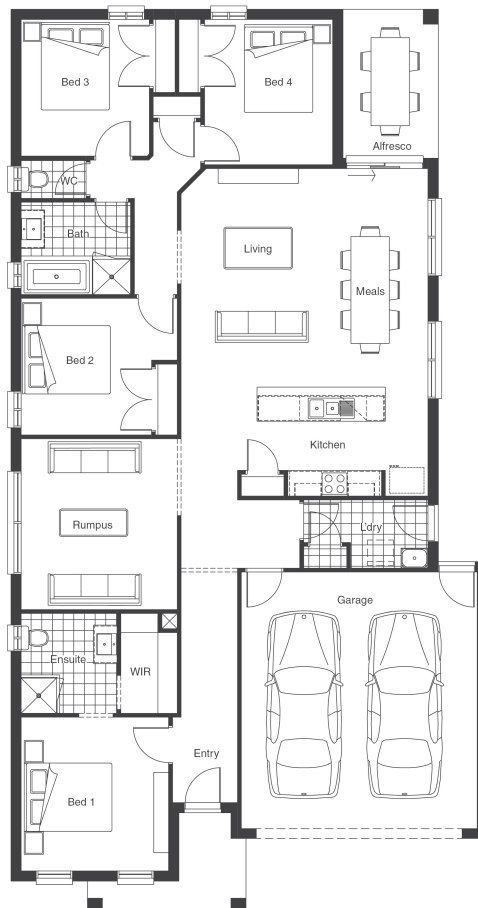 Bed 3
Bed 4
Alfresco
WC
Bath
Living
Meals
Bed 2
Kitchen
Rumpus
L'dry
Garage
Ensuite
WIR
Entry
Bed 1